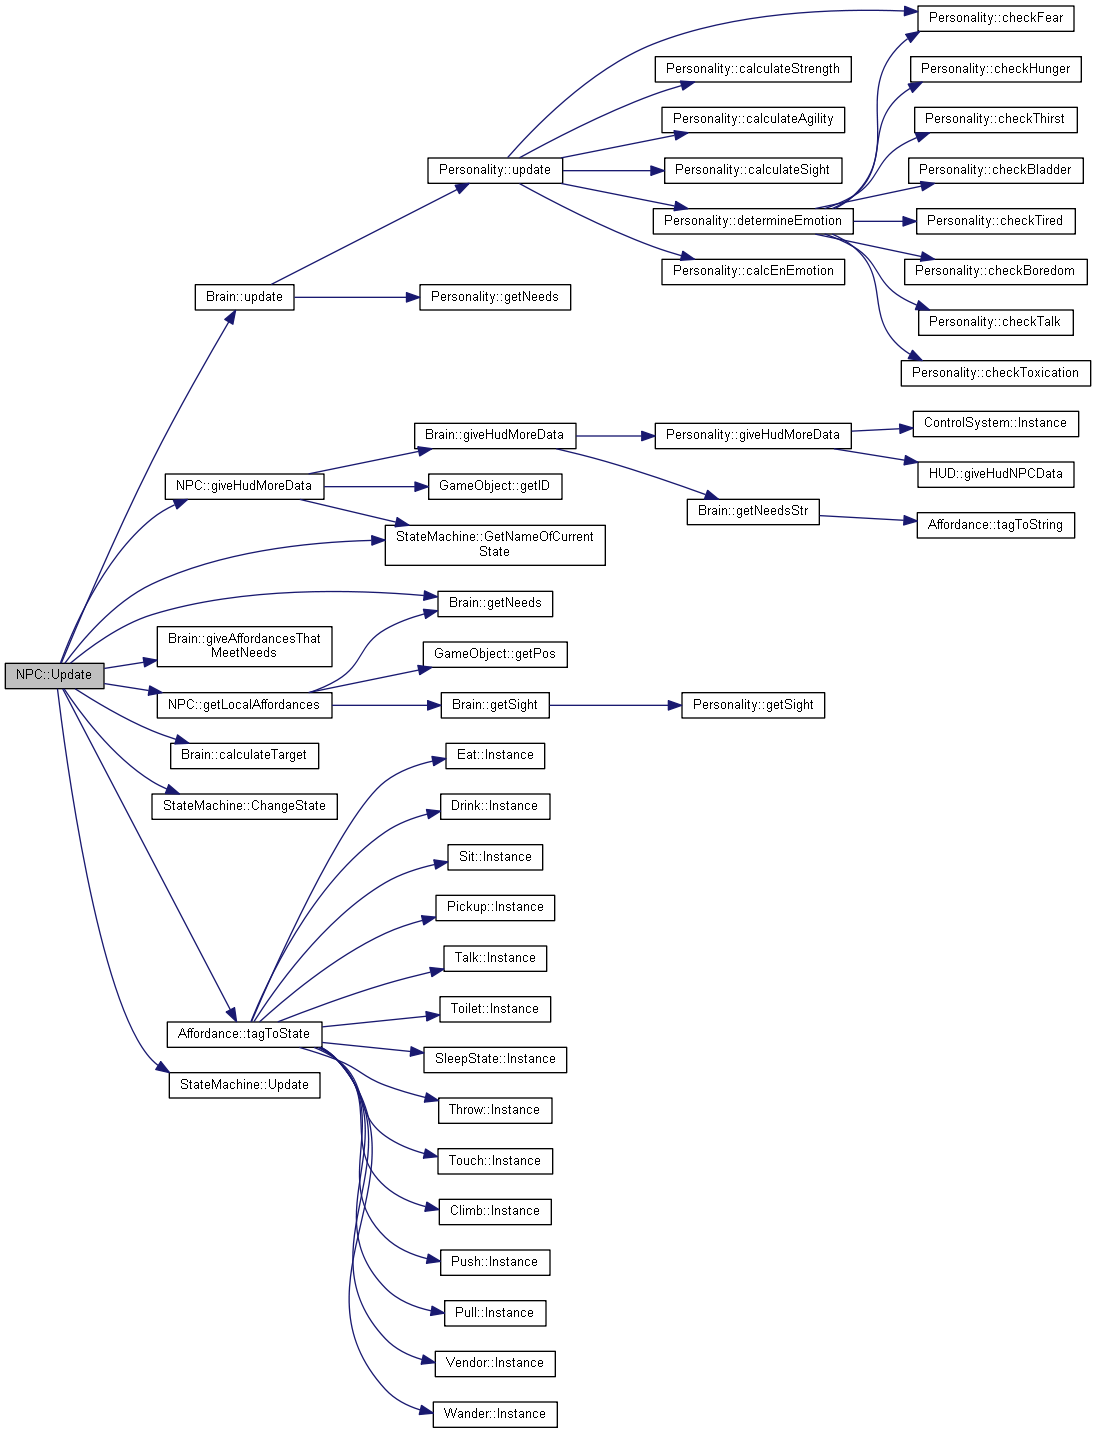 Personality::checkFear
Personality::calculateStrength
Personality::checkHunger
Personality::calculateAgility
Personality::checkThirst
Personality::update
Personality::calculateSight
Personality::checkBladder
Personality::determineEmotion
Personality::checkTired
Personality::calcEnEmotion
Personality::checkBoredom
Brain::update
Personality::getNeeds
Personality::checkTalk
Personality::checkToxication
Brain::giveHudMoreData
Personality::giveHudMoreData
ControlSystem::Instance
NPC::giveHudMoreData
GameObject::getID
HUD::giveHudNPCData
Brain::getNeedsStr
Affordance::tagToString
StateMachine::GetNameOfCurrent
State
Brain::getNeeds
Brain::giveAffordancesThat
MeetNeeds
GameObject::getPos
NPC::Update
NPC::getLocalAffordances
Brain::getSight
Personality::getSight
Brain::calculateTarget
Eat::Instance
StateMachine::ChangeState
Drink::Instance
Sit::Instance
Pickup::Instance
Talk::Instance
Toilet::Instance
Affordance::tagToState
SleepState::Instance
StateMachine::Update
Throw::Instance
Touch::Instance
Climb::Instance
Push::Instance
Pull::Instance
Vendor::Instance
Wander::Instance